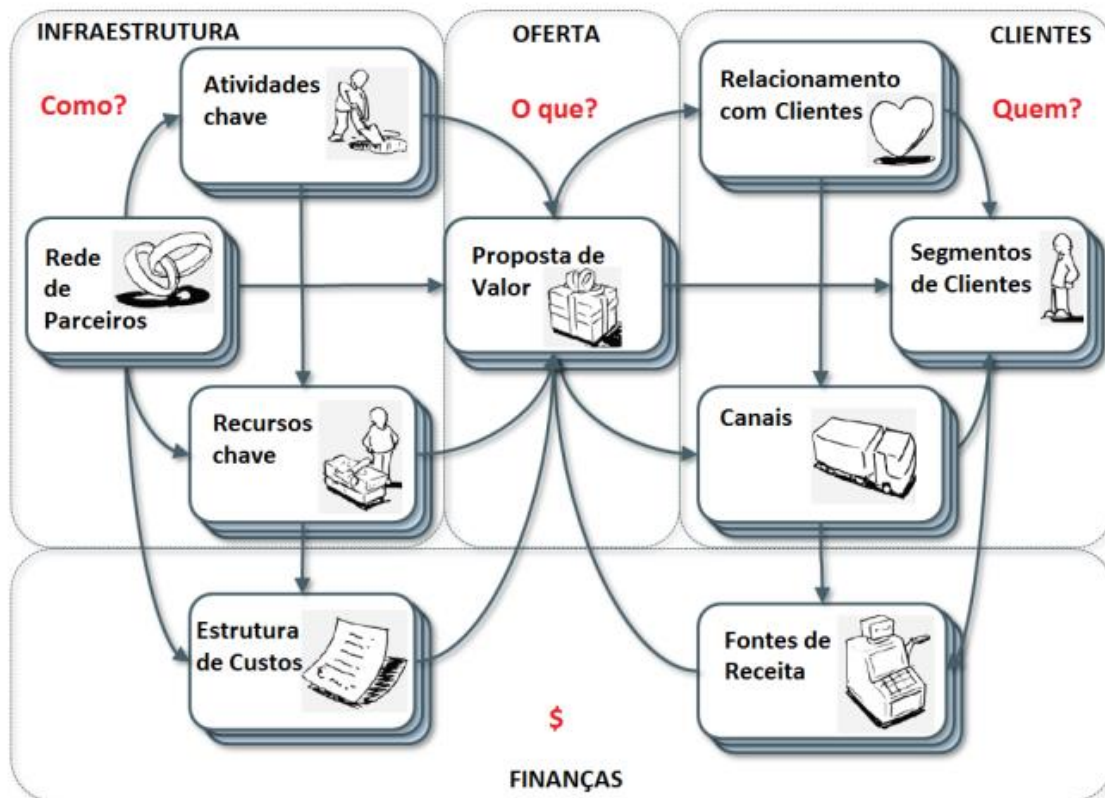 INFRAESTRUTURA
Como?
Atividades
chave
Rede
de
Parceiros
Recursos
chave
OFERTA
O que?
Proposta de
Valor
CLIENTES
Quem?
Relacionamento
com Clientes
Segmentos
de Clientes
Canais
Estrutura
de Custos
Fontes de
Receita
$
FINANÇAS